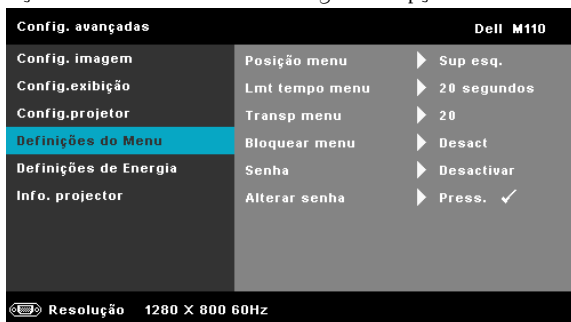 Config. avançadas Dell M110
Config. imagem
Config.exibição
Config.projetor
Definições do Menu
Definições de Energia
Info. projector
Posição menu Sup esq.
Lmt tempo menu 20 segundos
Transp menu 20
Bloquear menu Desact
Senha Desactivar
Alterar senha Press. ✓
Resolução 1280 X 800 60Hz